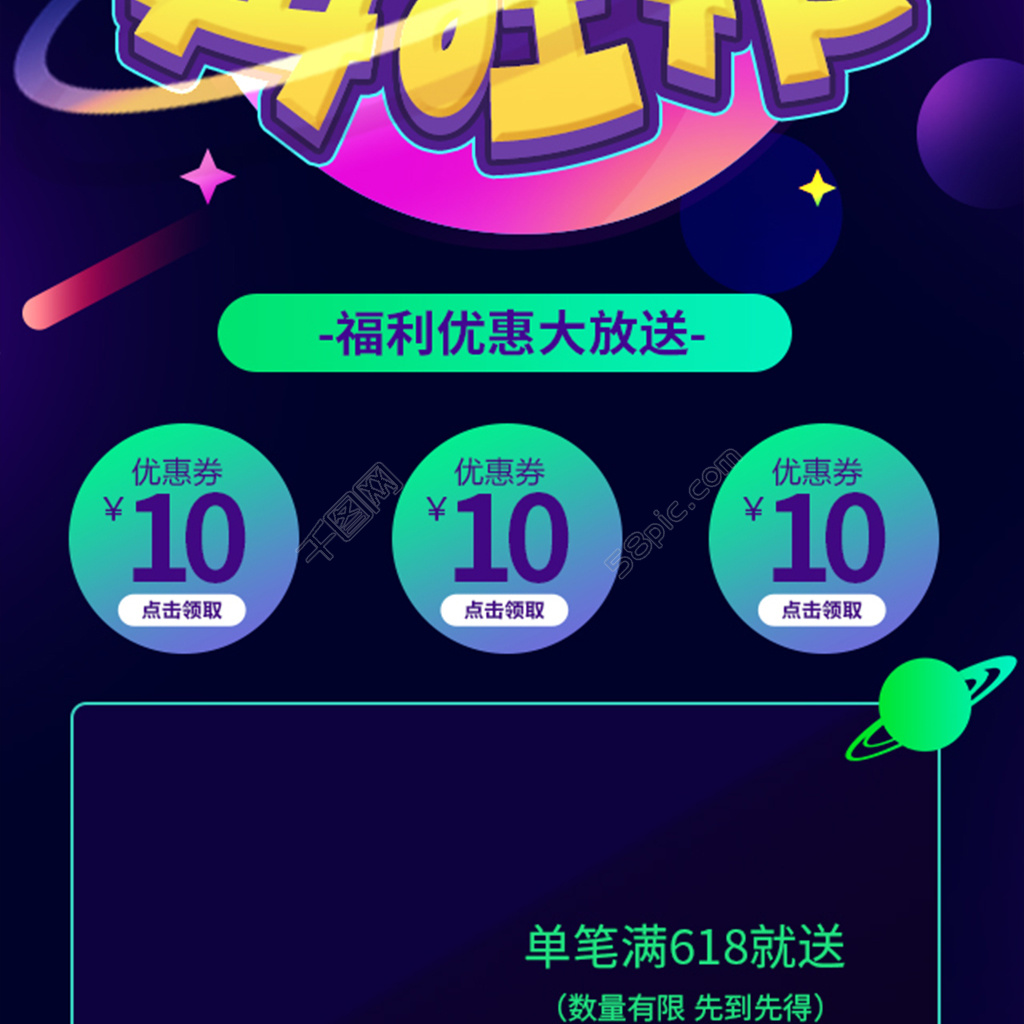 -福利优惠大放送-
优惠券 优惠券 优惠券
¥10 ¥10 ¥10
点击领取 点击领取 点击领取
千图网 58pic.com
单笔满618就送
（数量有限 先到先得）